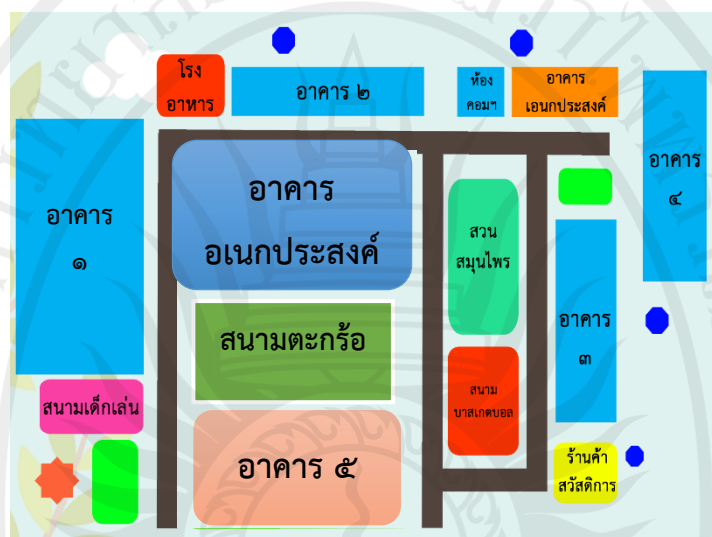 โรง
อาหาร
อาคาร ๒
ห้อง
คอมฯ
อาคาร
เอนกประสงค์
อาคาร
๔
อาคาร
๑
อาคาร
อเนกประสงค์
สวน
สมุนไพร
สนามตะกร้อ
อาคาร
๓
สนามเด็กเล่น
สนาม
บาสเกตบอล
อาคาร ๕
ร้านค้า
สวัสดิการ